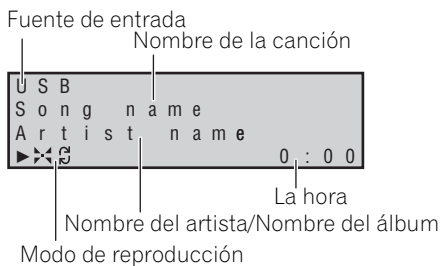 Fuente de entrada
Nombre de la canción
USB
Song name
Artist name
0:00
La hora
Nombre del artista/Nombre del álbum
Modo de reproducción